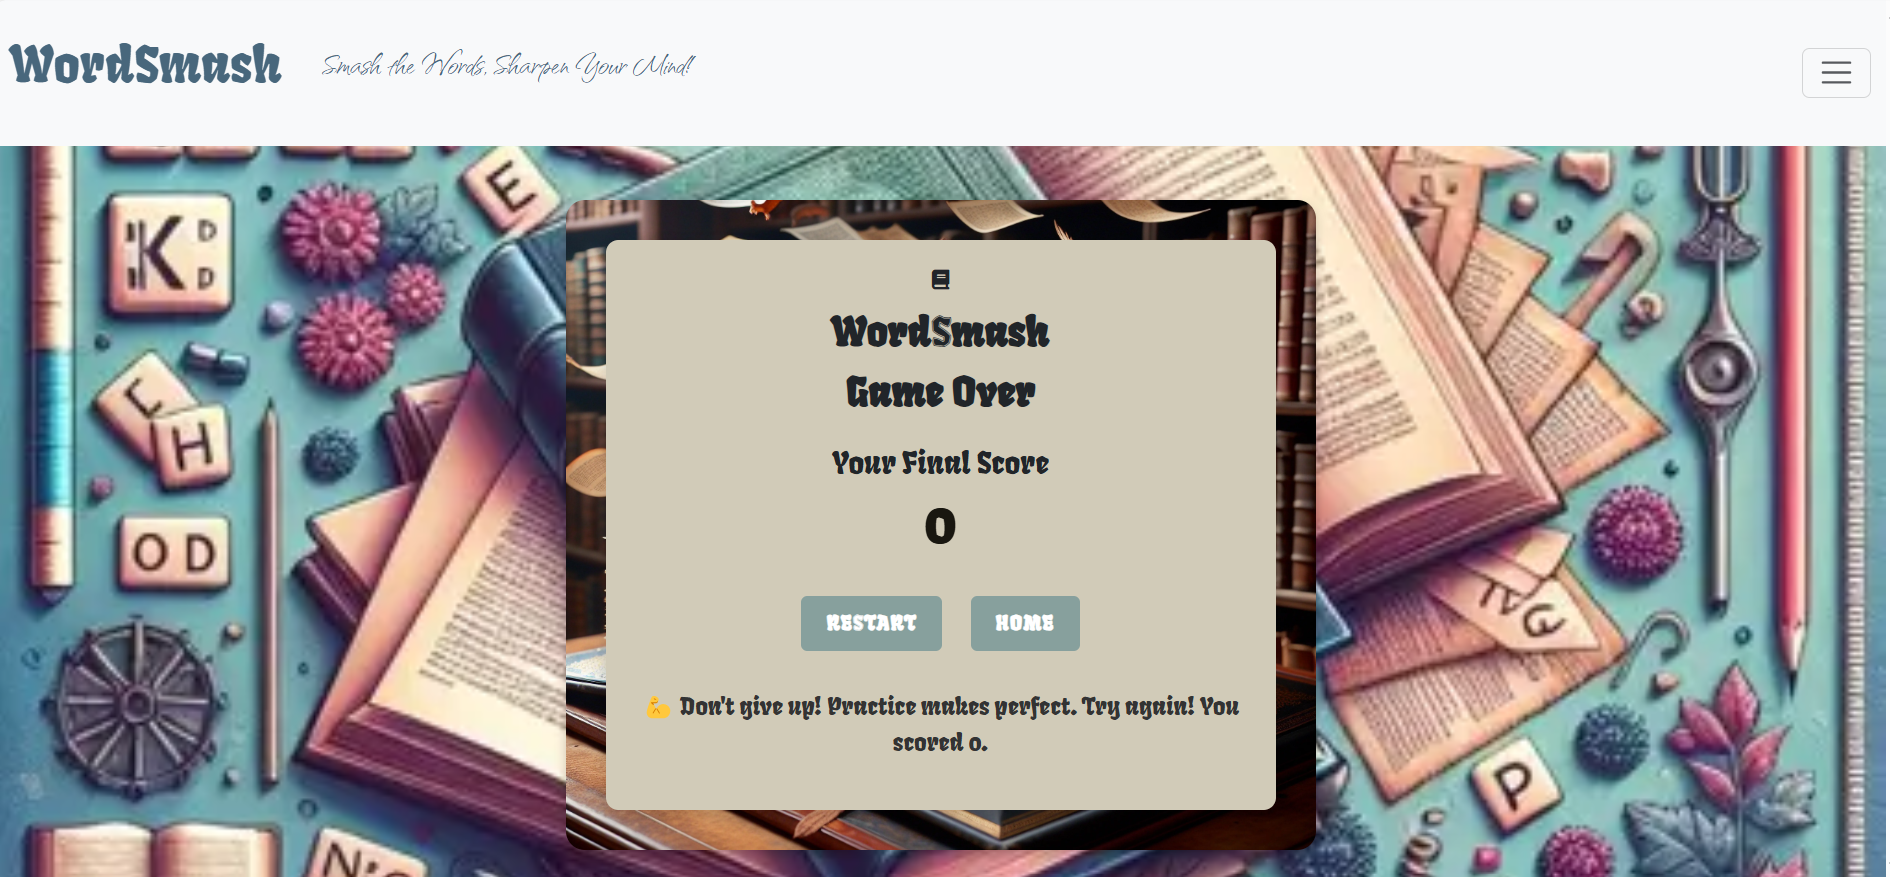 WordSmash
Smash the Words, Sharpen Your Mind!
E
K D
D
L
H
O D
WordSmash
Game Over
Your Final Score
0
RESTART HOME
💪 Don't give up! Practice makes perfect. Try again! You
scored 0.
P